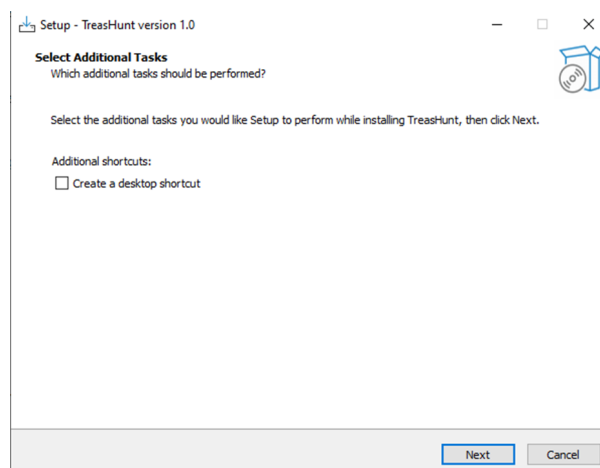 Setup - TreasHunt version 1.0
Select Additional Tasks
Which additional tasks should be performed?
Select the additional tasks you would like Setup to perform while installing TreasHunt, then click Next.
Additional shortcuts:
Create a desktop shortcut
Next
Cancel